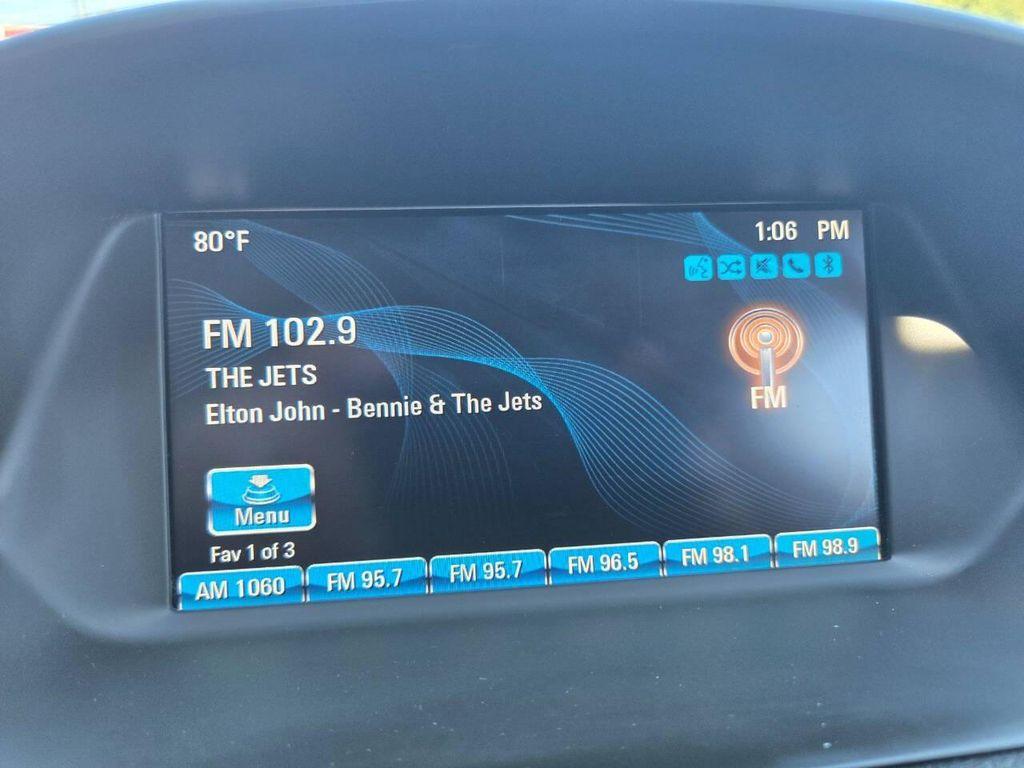 80°F
1:06 PM
FM 102.9
THE JETS
Elton John - Bennie & The Jets
FM
Menu
Fav 1 of 3
AM 1060 FM 95.7 FM 95.7 FM 96.5 FM 98.1 FM 98.9